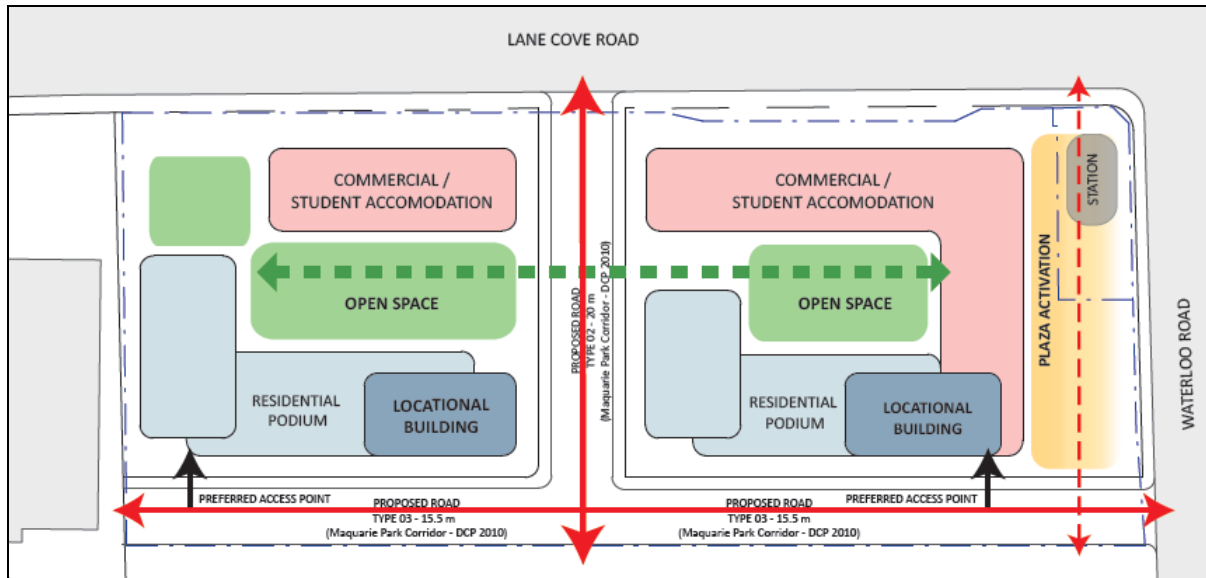 LANE COVE ROAD
COMMERCIAL /
STUDENT ACCOMODATION
COMMERCIAL /
STUDENT ACCOMODATION
STATION
OPEN SPACE
OPEN SPACE
PLAZA ACTIVATION
WATERLOO ROAD
PROPOSED ROAD
TYPE 02 - 20 m
(Maquarie Park Corridor - DCP 2010)
RESIDENTIAL
PODIUM
LOCATIONAL
BUILDING
RESIDENTIAL
PODIUM
LOCATIONAL
BUILDING
PREFERRED ACCESS POINT
PROPOSED ROAD
TYPE 03 - 15.5 m
(Maquarie Park Corridor - DCP 2010)
PROPOSED ROAD
TYPE 03 - 15.5 m
(Maquarie Park Corridor - DCP 2010)
PREFERRED ACCESS POINT